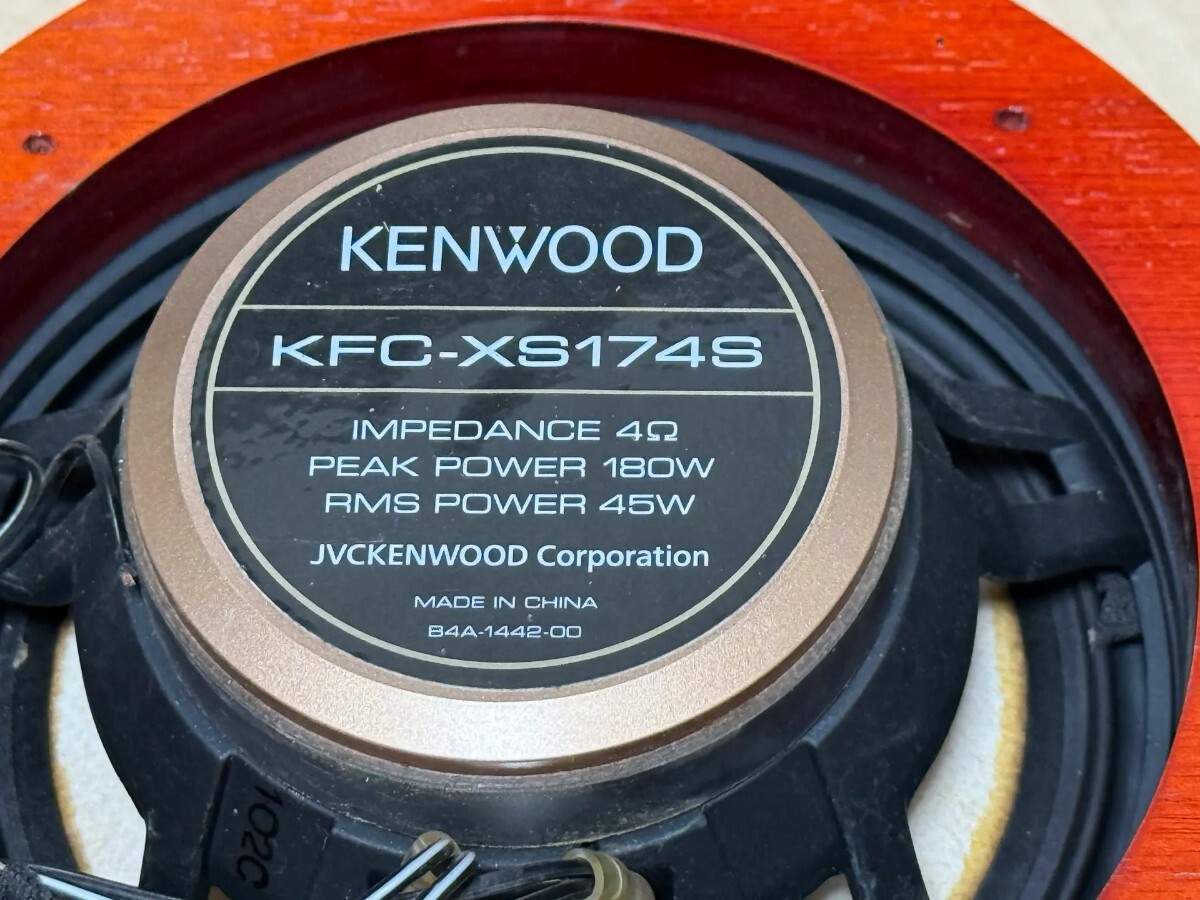 KENWOOD
KFC-XS174S
IMPEDANCE 4Ω
PEAK POWER 180W
RMS POWER 45W
JVCKENWOOD Corporation
MADE IN CHINA
B4A-1442-00
102C